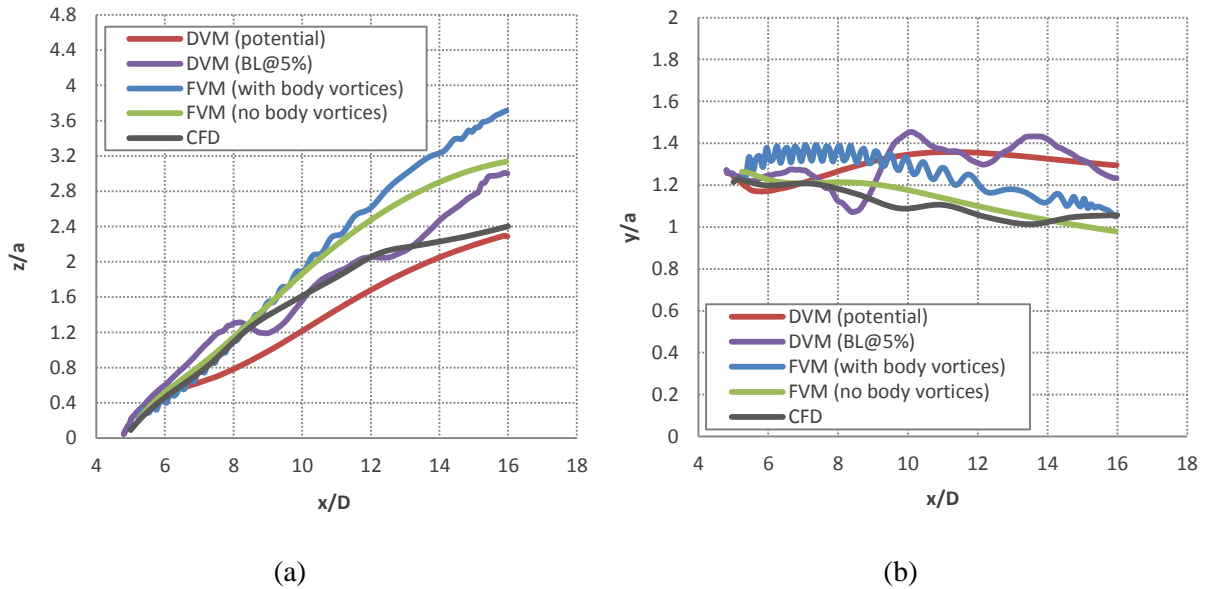 4.8
4.4
4
3.6
3.2
2.8
2.4
2
1.6
1.2
0.8
0.4
0
z/a
DVM (potential)
DVM (BL@5%)
FVM (with body vortices)
FVM (no body vortices)
CFD
4 6 8 10 12 14 16 18
x/D
(a)
2
1.8
1.6
1.4
1.2
1
0.8
0.6
0.4
0.2
0
y/a
DVM (potential)
DVM (BL@5%)
FVM (with body vortices)
FVM (no body vortices)
CFD
4 6 8 10 12 14 16 18
x/D
(b)